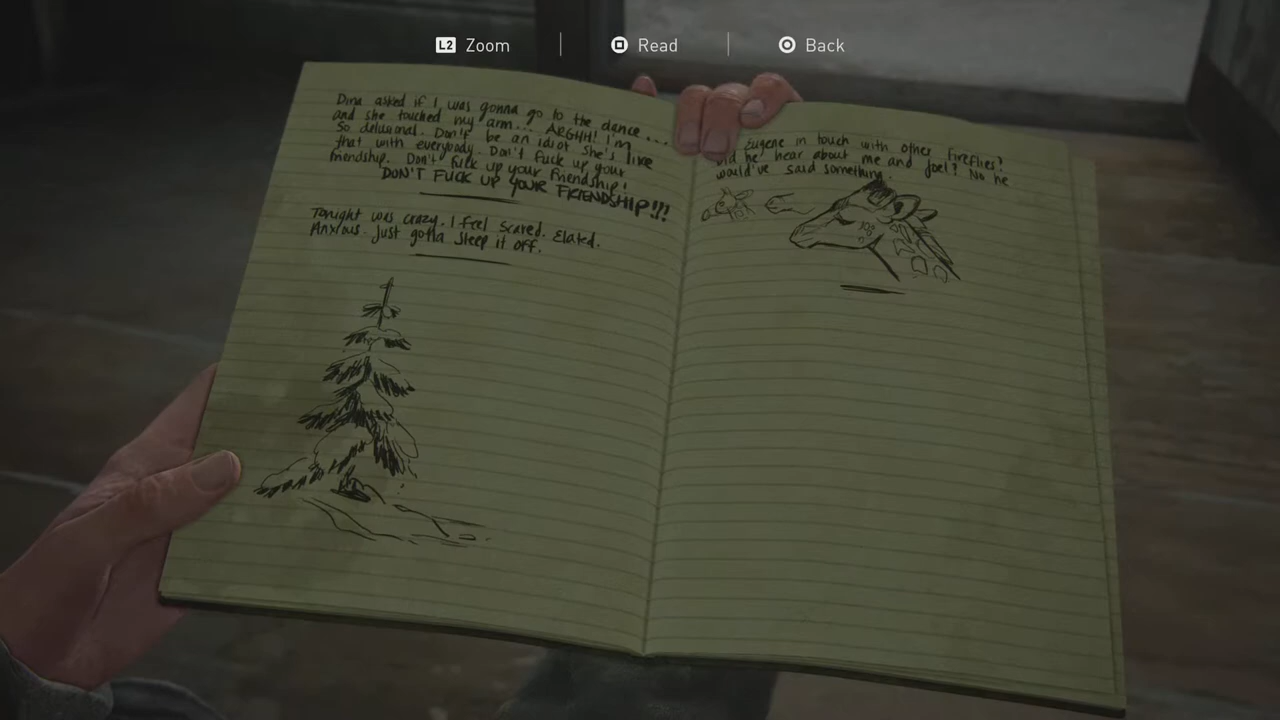 L2 Zoom | Read | Back
Dina asked if I was gonna go to the dance...
and she touched my arm... ARGHH! I'm
so delusional. Don't be an idiot She's like
that with everybody. Don't fuck up your
friendship. Don't fuck up your friendship!
DON'T FUCK UP YOUR FRIENDSHIP!!!
Tonight was crazy. I feel scared. Elated.
Anxious. Just gotta sleep it off.
Eugene in touch with other fireflies?
Did he hear about me and Joel? No he
would've said something.